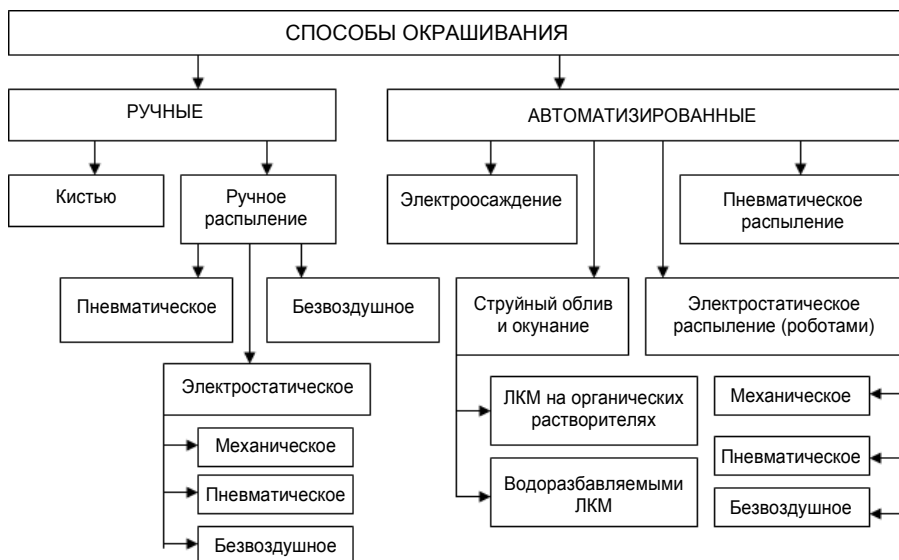 СПОСОБЫ ОКРАШИВАНИЯ
РУЧНЫЕ
АВТОМАТИЗИРОВАННЫЕ
Кистью
Ручное
распыление
Электроосаждение
Пневматическое
распыление
Пневматическое
Безвоздушное
Струйный облив
и окунание
Электростатическое
распыление (роботами)
Электростатическое
ЛКМ на органических
растворителях
Механическое
Механическое
Пневматическое
Водоразбавляемыми
ЛКМ
Пневматическое
Безвоздушное
Безвоздушное